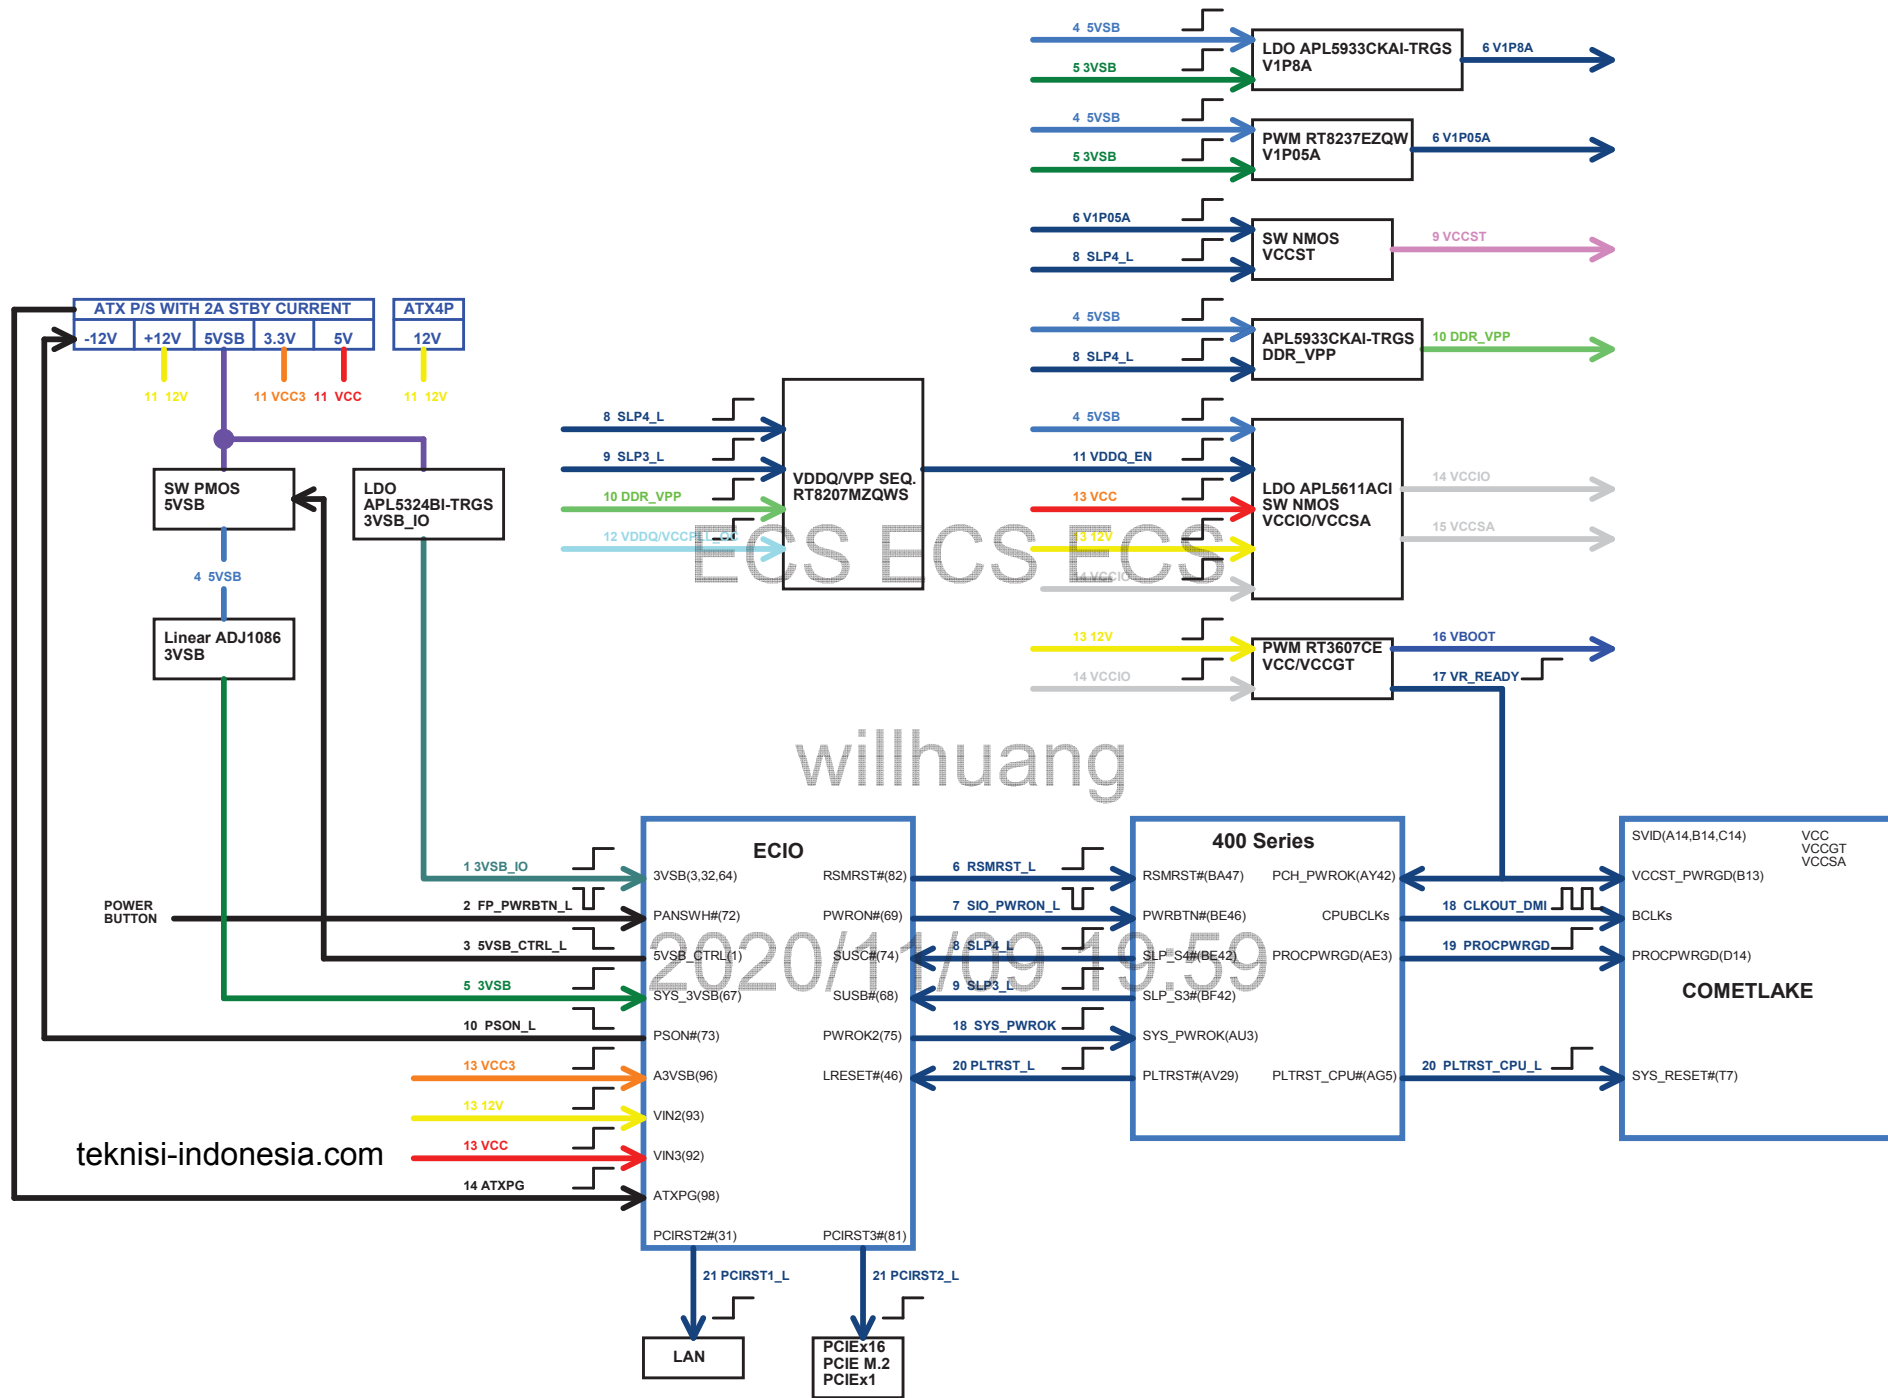 4 5VSB
5 3VSB
LDO APL5933CKAI-TRGS
V1P8A
6 V1P8A
4 5VSB
5 3VSB
PWM RT8237EZQW
V1P05A
6 V1P05A
6 V1P05A
8 SLP4_L
SW NMOS
VCCST
9 VCCST
4 5VSB
8 SLP4_L
APL5933CKAI-TRGS
DDR_VPP
10 DDR_VPP
ATX P/S WITH 2A STBY CURRENT
-12V
+12V
5VSB
3.3V
5V
ATX4P
12V
11 12V
11 VCC3
11 VCC
11 12V
SW PMOS
5VSB
LDO
APL5324BI-TRGS
3VSB_IO
4 5VSB
Linear ADJ1086
3VSB
8 SLP4_L
9 SLP3_L
10 DDR_VPP
12 VDDQ/VCCPLL_OC
VDDQ/VPP SEQ.
RT8207MZQWS
4 5VSB
11 VDDQ_EN
13 VCC
13 12V
14 VCCIO
LDO APL5611ACI
SW NMOS
VCCIO/VCCSA
14 VCCIO
15 VCCSA
ECS ECS ECS
13 12V
14 VCCIO
PWM RT3607CE
VCC/VCCGT
16 VBOOT
17 VR_READY
willhuang
2020/11/09 19:59
POWER
BUTTON
1 3VSB_IO
2 FP_PWRBTN_L
3 5VSB_CTRL_L
5 3VSB
10 PSON_L
13 VCC3
13 12V
13 VCC
14 ATXPG
teknisi-indonesia.com
ECIO
3VSB(3,32,64)
PANSWH#(72)
5VSB_CTRL(1)
SYS_3VSB(67)
PSON#(73)
A3VSB(96)
VIN2(93)
VIN3(92)
ATXPG(98)
PCIRST2#(31)
RSMRST#(82)
PWRON#(69)
SUSC#(74)
SUSB#(68)
PWROK2(75)
LRESET#(46)
PCIRST3#(81)
6 RSMRST_L
7 SIO_PWRON_L
8 SLP4_L
9 SLP3_L
18 SYS_PWROK
20 PLTRST_L
400 Series
RSMRST#(BA47)
PWRBTN#(BE46)
SLP_S4#(BE42)
SLP_S3#(BF42)
SYS_PWROK(AU3)
PLTRST#(AV29)
PCH_PWROK(AY42)
CPUBCLKs
PROCPWRGD(AE3)
PLTRST_CPU#(AG5)
18 CLKOUT_DMI
19 PROCPWRGD
20 PLTRST_CPU_L
SVID(A14,B14,C14)
VCC
VCCGT
VCCSA
VCCST_PWRGD(B13)
BCLKs
PROCPWRGD(D14)
COMETLAKE
SYS_RESET#(T7)
21 PCIRST1_L
21 PCIRST2_L
LAN
PCIEx16
PCIE M.2
PCIEx1